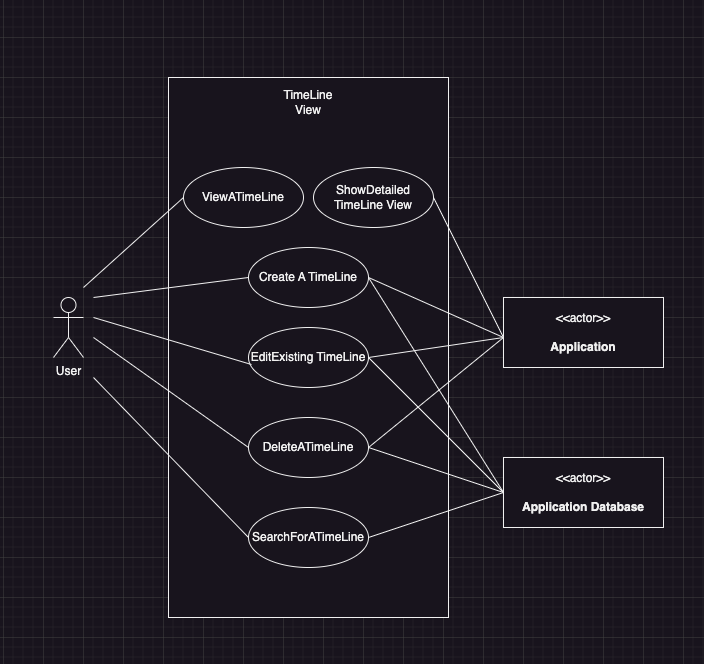 TimeLine
View
ViewATimeLine
ShowDetailed
TimeLine View
Create A TimeLine
EditExisting TimeLine
DeleteATimeLine
SearchForATimeLine
User
<<actor>>
Application
<<actor>>
Application Database